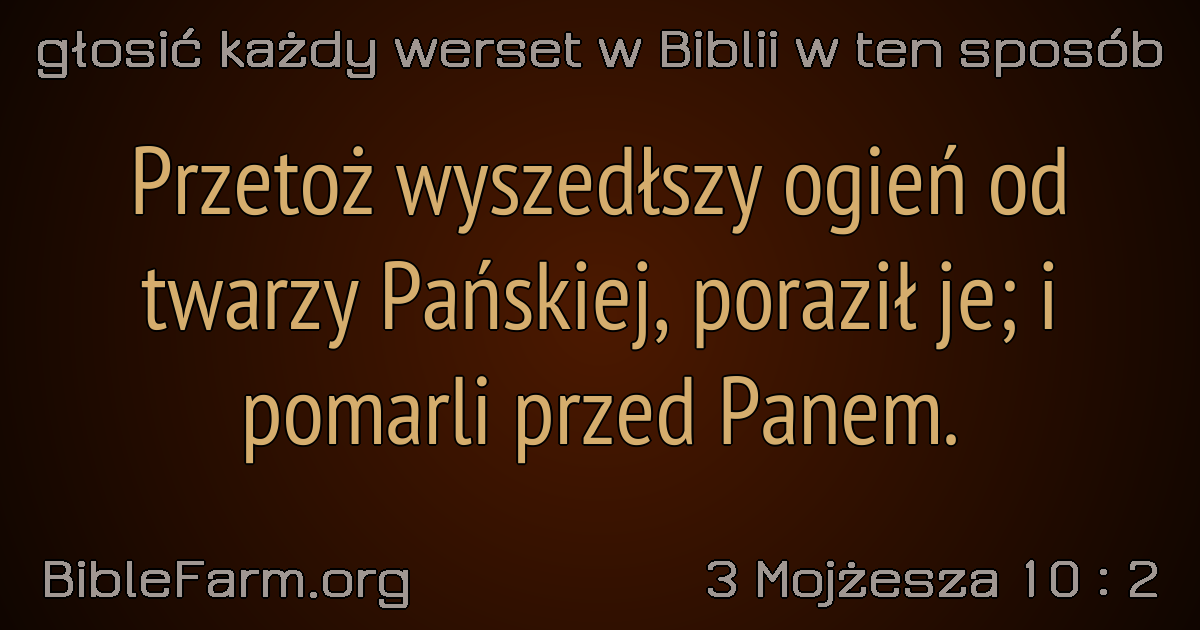 głosić każdy werset w Biblii w ten sposób
Przetoż wyszedłszy ogień od
twarzy Pańskiej, poraził je; i
pomarli przed Panem.
BibleFarm.org
3 Mojżesza 10 : 2